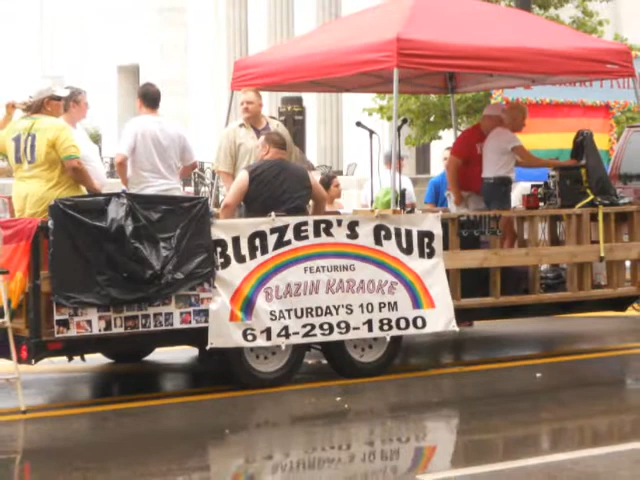 10
BLAZER'S PUB
FEATURING
BLAZIN KARAOKE
SATURDAY'S 10 PM
614-299-1800